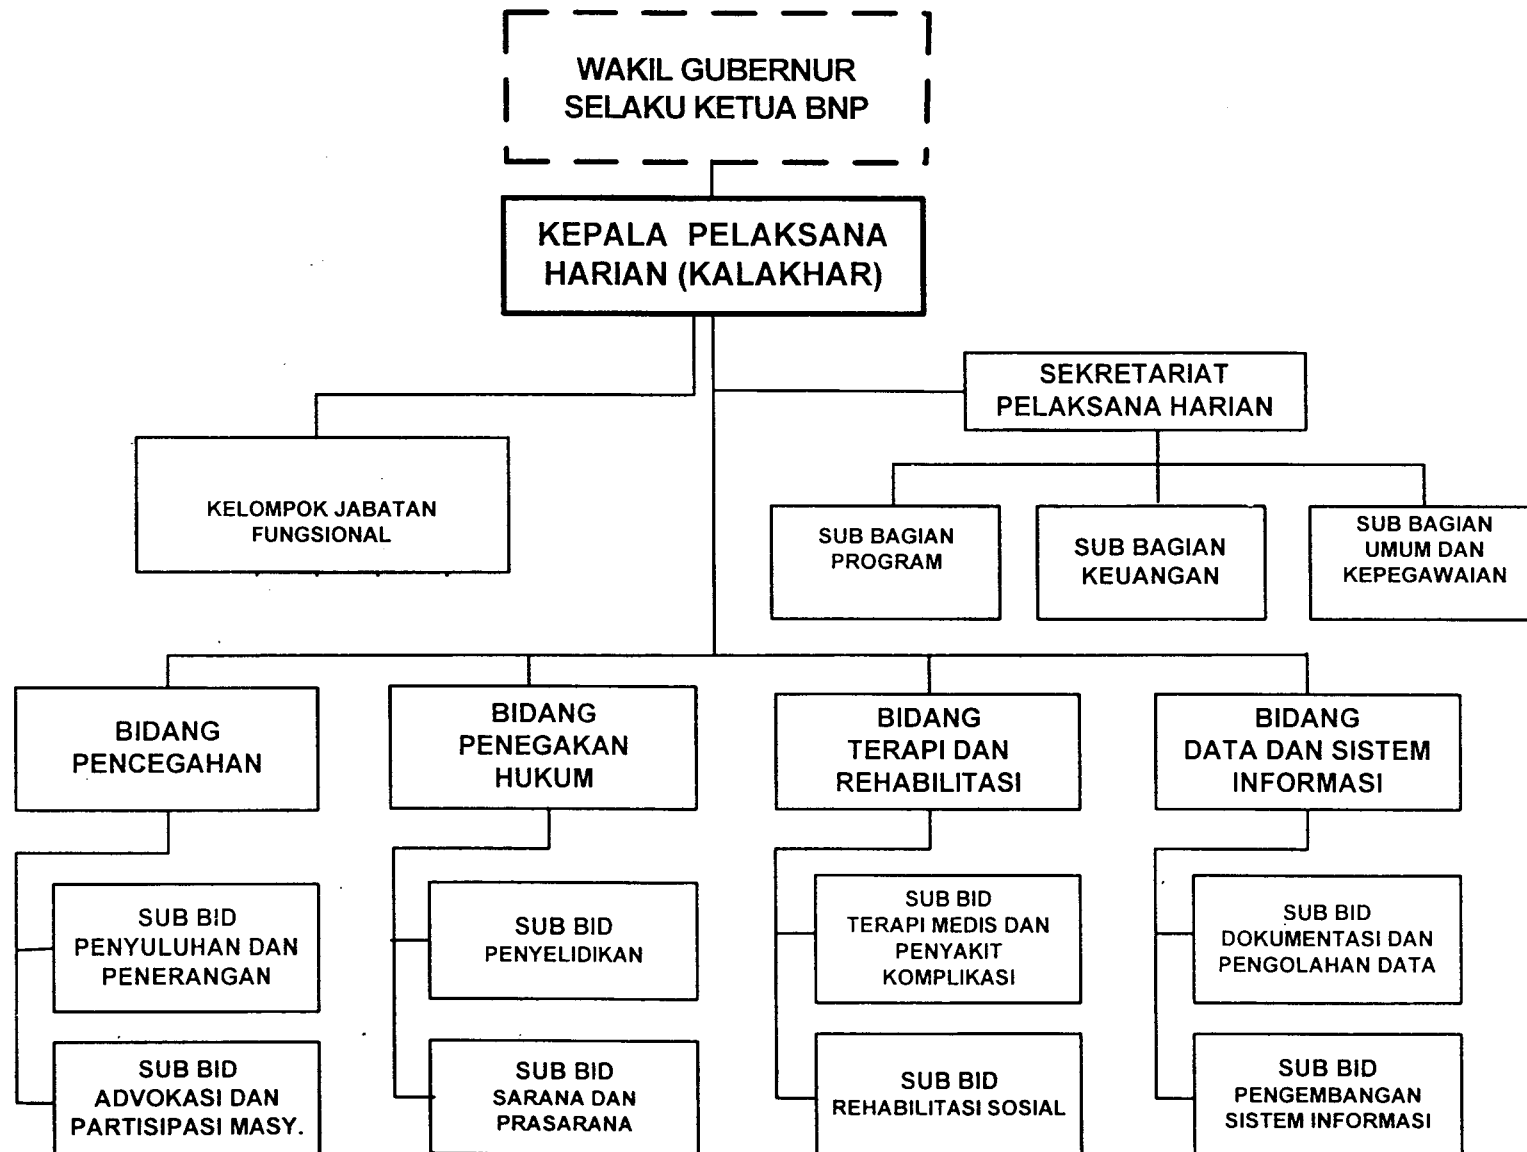 WAKIL GUBERNUR
SELAKU KETUA BNP
KEPALA PELAKSANA
HARIAN (KALAKHAR)
SEKRETARIAT
PELAKSANA HARIAN
KELOMPOK JABATAN
FUNGSIONAL
SUB BAGIAN
PROGRAM
SUB BAGIAN
KEUANGAN
SUB BAGIAN
UMUM DAN
KEPEGAWAIAN
BIDANG
PENCEGAHAN
BIDANG
PENEGAKAN
HUKUM
BIDANG
TERAPI DAN
REHABILITASI
BIDANG
DATA DAN SISTEM
INFORMASI
SUB BID
PENYULUHAN DAN
PENERANGAN
SUB BID
PENYELIDIKAN
SUB BID
TERAPI MEDIS DAN
PENYAKIT
KOMPLIKASI
SUB BID
DOKUMENTASI DAN
PENGOLAHAN DATA
SUB BID
ADVOKASI DAN
PARTISIPASI MASY.
SUB BID
SARANA DAN
PRASARANA
SUB BID
REHABILITASI SOSIAL
SUB BID
PENGEMBANGAN
SISTEM INFORMASI